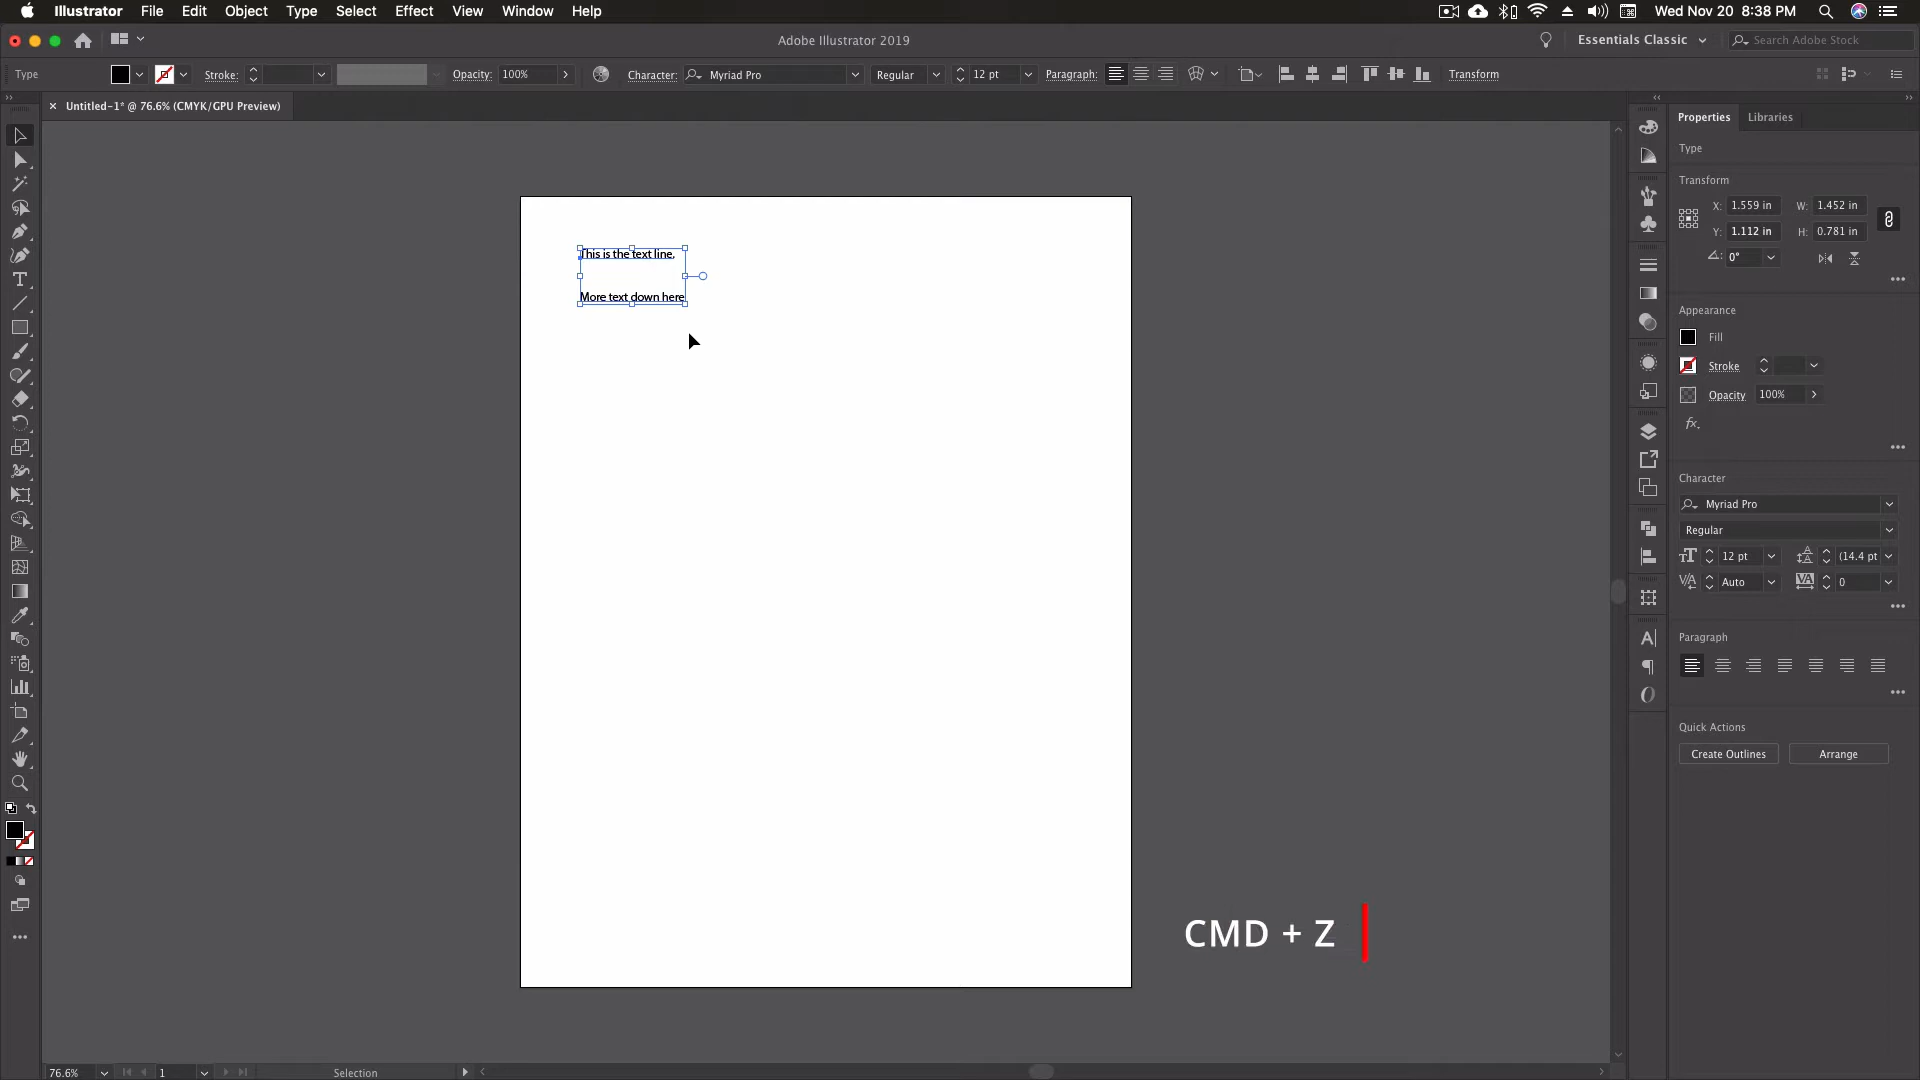 Illustrator File Edit Object Type Select Effect View Window Help Wed Nov 20 8:38 PM
Adobe Illustrator 2019 Essentials Classic Search Adobe Stock
Type Stroke: Opacity: 100% Character: Myriad Pro Regular 12 pt Paragraph: Transform
× Untitled-1* @ 76.6% (CMYK/GPU Preview)
Properties Libraries
Type
Transform
X: 1.559 in W: 1.452 in
Y: 1.112 in H: 0.781 in
0°
This is the text line.
More text down here
Appearance
Fill
Stroke
Opacity 100%
fx.
Character
Myriad Pro
Regular
12 pt (14.4 pt
Auto 0
Paragraph
Quick Actions
Create Outlines Arrange
CMD + Z
76.6% 1 Selection